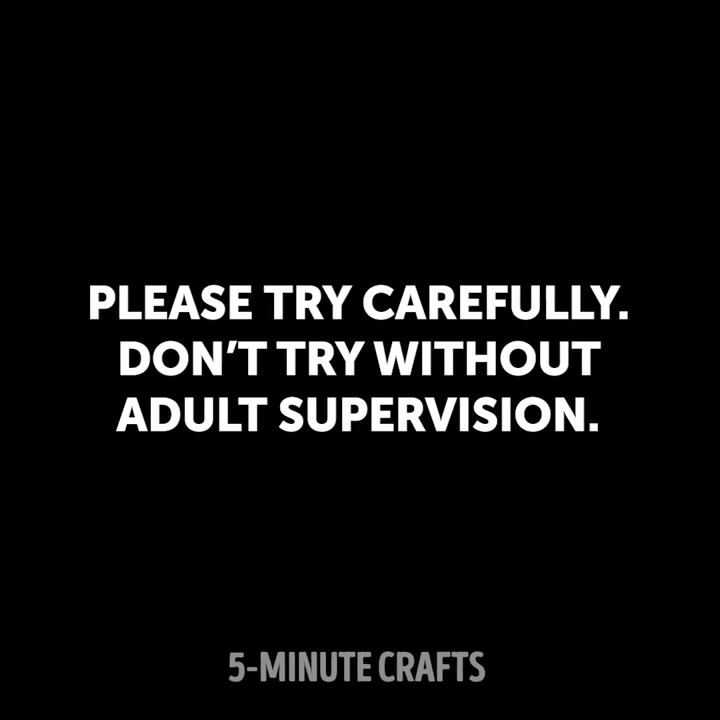 PLEASE TRY CAREFULLY.
DON’T TRY WITHOUT
ADULT SUPERVISION.
5-MINUTE CRAFTS